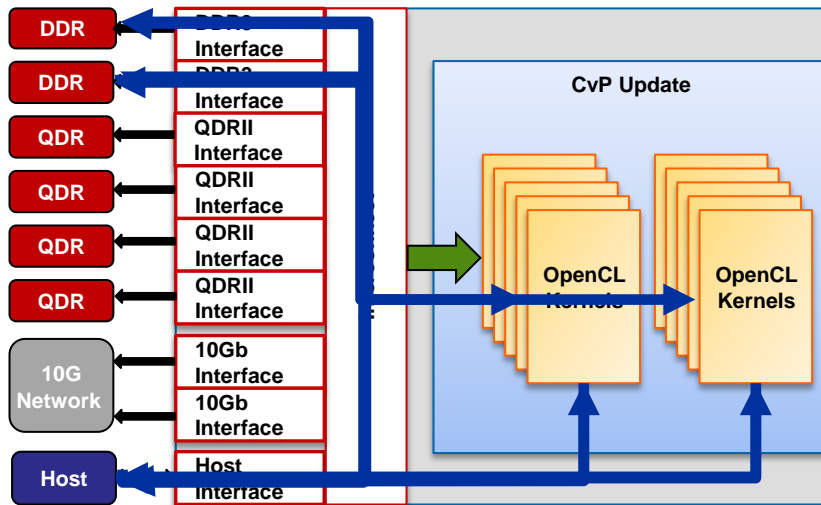 DDR
DDR3
Interface
DDR
Interface
QDR
QDRII
Interface
QDR
QDRII
Interface
QDR
QDRII
Interface
QDR
QDRII
Interface
10G
Network
10Gb
Interface
10Gb
Interface
Host
Host
Interface
CvP Update
OpenCL
Kernels
OpenCL
Kernels